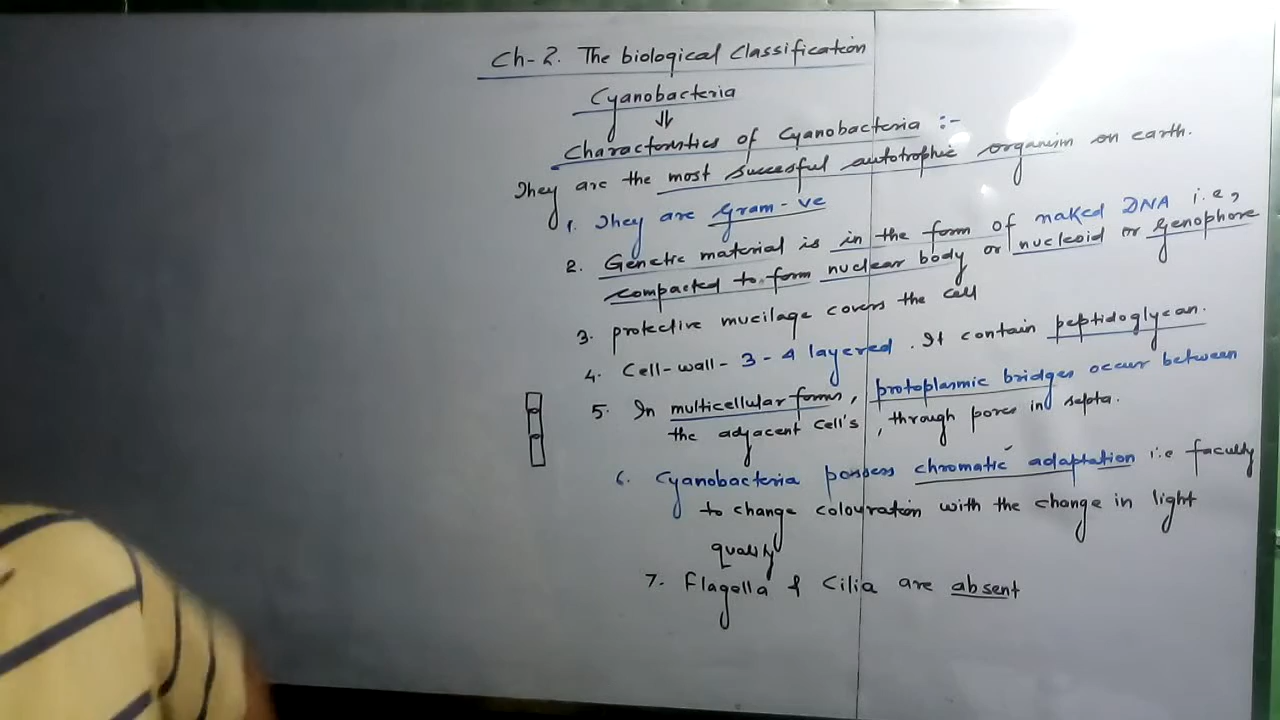 Ch-2. The biological Classification
Cyanobacteria
⇓
Characteristics of Cyanobacteria :-
They are the most succesful autotrophic organism on earth.
1. They are Gram-ve
2. Genetic material is in the form of naked DNA i.e,
compacted to form nuclear body or nucleoid or genophore
3. protective mucilage covers the cell
4. Cell-wall-3-4 layered. It contain peptidoglycan.
5. In multicellular forms, protoplasmic bridges occur between
the adjacent cell's, through pores in septa.
6. Cyanobacteria possess chromatic adaptation i.e faculty
to change colouration with the change in light
quality
7. Flagella & Cilia are absent